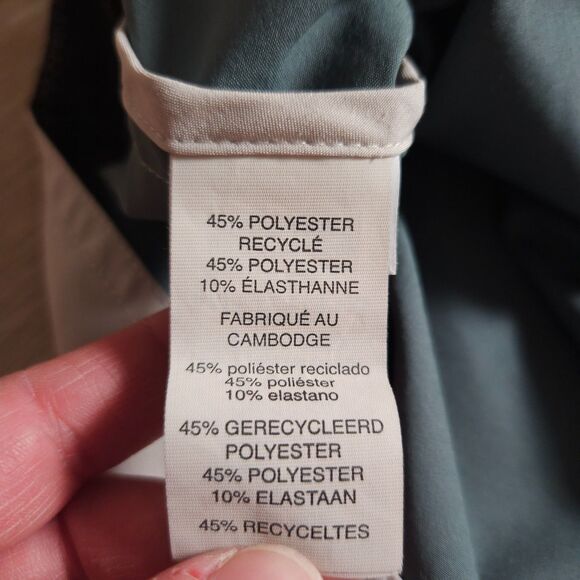 45% POLYESTER
RECYCLÉ
45% POLYESTER
10% ÉLASTHANNE
FABRIQUÉ AU
CAMBODGE
45% poliéster reciclado
45% poliéster
10% elastano
45% GERECYCLEERD
POLYESTER
45% POLYESTER
10% ELASTAAN
45% RECYCELTES